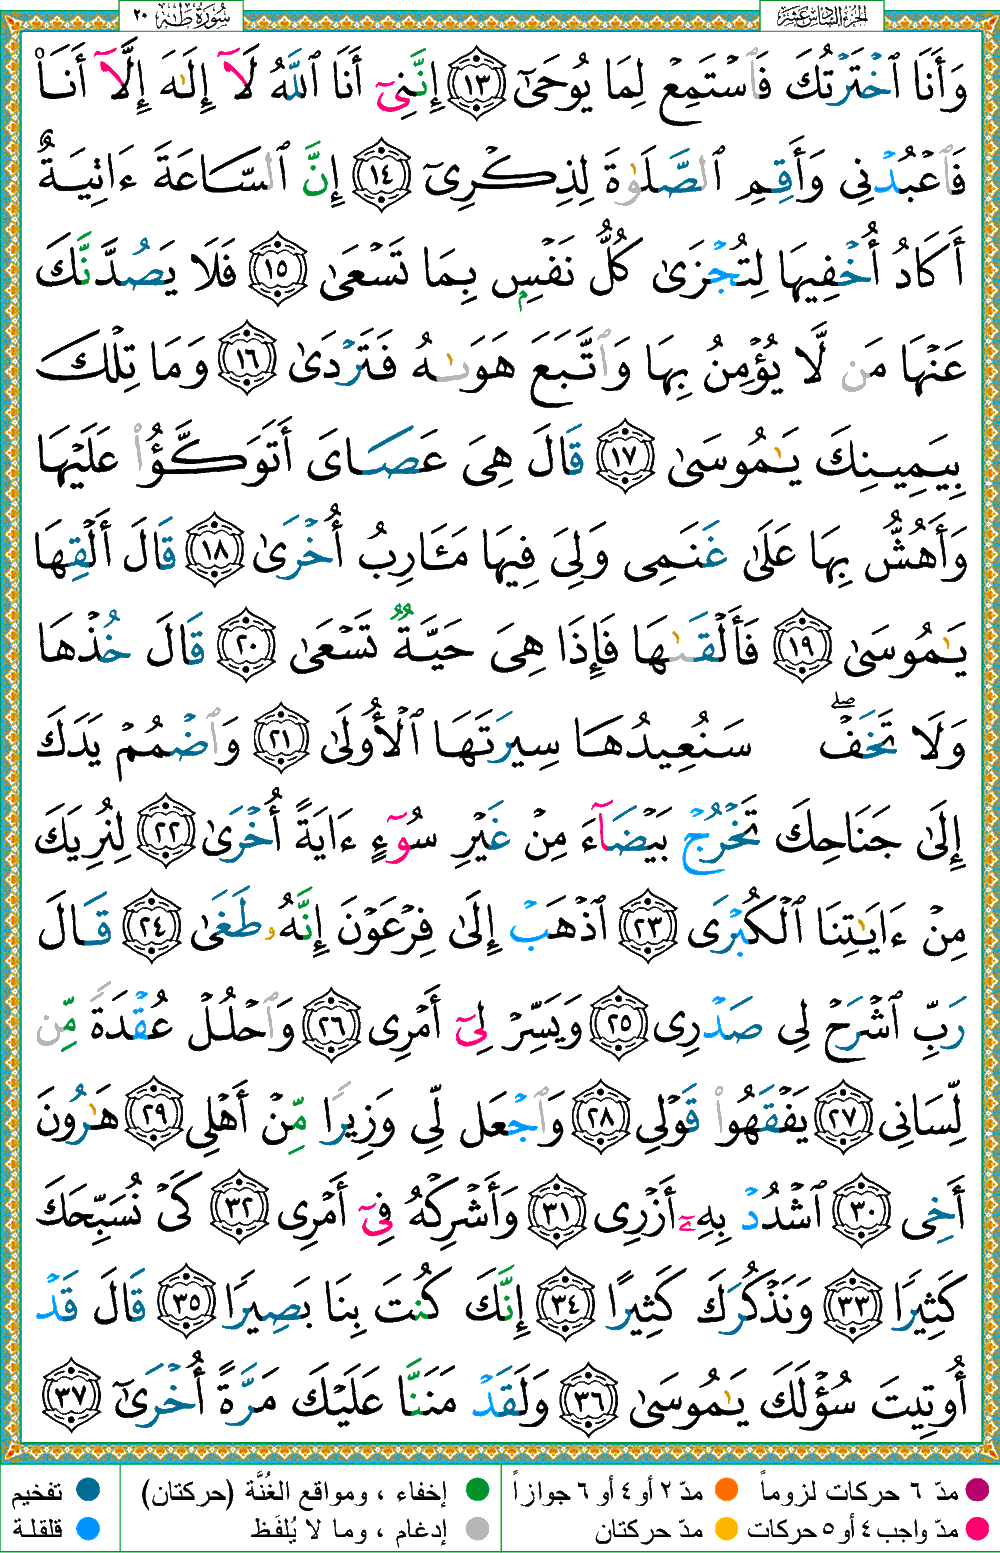 الجزء السادس عشر
سُورَةُ طه ٢٠
وَأَنَا ٱخۡتَرۡتُكَ فَٱسۡتَمِعۡ لِمَا يُوحَىٰٓ ١٣ إِنَّنِيٓ أَنَا ٱللَّهُ لَآ إِلَٰهَ إِلَّآ أَنَا۠
فَٱعۡبُدۡنِي وَأَقِمِ ٱلصَّلَوٰةَ لِذِكۡرِيٓ ١٤ إِنَّ ٱلسَّاعَةَ ءَاتِيَةٌ
أَكَادُ أُخۡفِيهَا لِتُجۡزَىٰ كُلُّ نَفۡسِۭ بِمَا تَسۡعَىٰ ١٥ فَلَا يَصُدَّنَّكَ
عَنۡهَا مَن لَّا يُؤۡمِنُ بِهَا وَٱتَّبَعَ هَوَىٰهُ فَتَرۡدَىٰ ١٦ وَمَا تِلۡكَ
بِيَمِينِكَ يَٰمُوسَىٰ ١٧ قَالَ هِيَ عَصَايَ أَتَوَكَّؤُاْ عَلَيۡهَا
وَأَهُشُّ بِهَا عَلَىٰ غَنَمِي وَلِيَ فِيهَا مَـَٔارِبُ أُخۡرَىٰ ١٨ قَالَ أَلۡقِهَا
يَٰمُوسَىٰ ١٩ فَأَلۡقَىٰهَا فَإِذَا هِيَ حَيَّةٞ تَسۡعَىٰ ٢٠ قَالَ خُذۡهَا
وَلَا تَخَفۡۖ سَنُعِيدُهَا سِيرَتَهَا ٱلۡأُولَىٰ ٢١ وَٱضۡمُمۡ يَدَكَ
إِلَىٰ جَنَاحِكَ تَخۡرُجۡ بَيۡضَآءَ مِنۡ غَيۡرِ سُوٓءٍ ءَايَةً أُخۡرَىٰ ٢٢ لِنُرِيَكَ
مِنۡ ءَايَٰتِنَا ٱلۡكُبۡرَى ٢٣ ٱذۡهَبۡ إِلَىٰ فِرۡعَوۡنَ إِنَّهُۥ طَغَىٰ ٢٤ قَالَ
رَبِّ ٱشۡرَحۡ لِي صَدۡرِي ٢٥ وَيَسِّرۡ لِيٓ أَمۡرِي ٢٦ وَٱحۡلُلۡ عُقۡدَةٗ مِّن
لِّسَانِي ٢٧ يَفۡقَهُواْ قَوۡلِي ٢٨ وَٱجۡعَل لِّي وَزِيرٗا مِّنۡ أَهۡلِي ٢٩ هَٰرُونَ
أَخِي ٣٠ ٱشۡدُدۡ بِهِۦٓ أَزۡرِي ٣١ وَأَشۡرِكۡهُ فِيٓ أَمۡرِي ٣٢ كَيۡ نُسَبِّحَكَ
كَثِيرٗا ٣٣ وَنَذۡكُرَكَ كَثِيرًا ٣٤ إِنَّكَ كُنتَ بِنَا بَصِيرٗا ٣٥ قَالَ قَدۡ
أُوتِيتَ سُؤۡلَكَ يَٰمُوسَىٰ ٣٦ وَلَقَدۡ مَنَنَّا عَلَيۡكَ مَرَّةً أُخۡرَىٰٓ ٣٧
مدّ ٦ حركات لزوماً
مدّ ٢ أو ٤ أو ٦ جوازاً
إخفاء ، ومواقع الغُنَّة (حركتان)
تفخيم
مدّ واجب ٤ أو ٥ حركات
مدّ حركتان
إدغام ، وما لا يُلفَظ
قلقلة